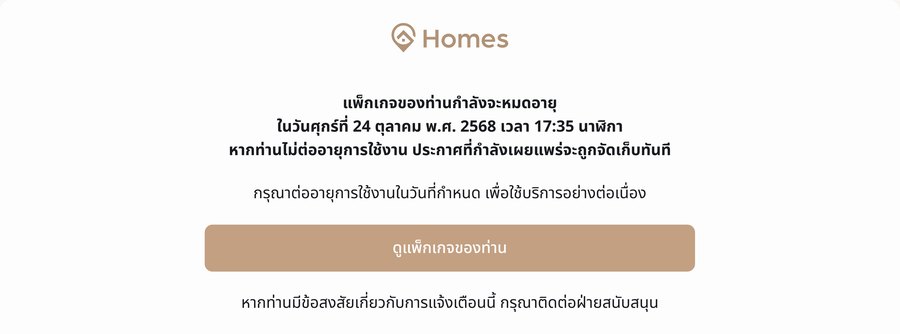 Homes
แพ็กเกจของท่านกำลังจะหมดอายุ
ในวันศุกร์ที่ 24 ตุลาคม พ.ศ. 2568 เวลา 17:35 นาฬิกา
หากท่านไม่ต่ออายุการใช้งาน ประกาศที่กำลังเผยแพร่จะถูกจัดเก็บทันที
กรุณาต่ออายุการใช้งานในวันที่กำหนด เพื่อใช้บริการอย่างต่อเนื่อง
ดูแพ็กเกจของท่าน
หากท่านมีข้อสงสัยเกี่ยวกับการแจ้งเตือนนี้ กรุณาติดต่อฝ่ายสนับสนุน